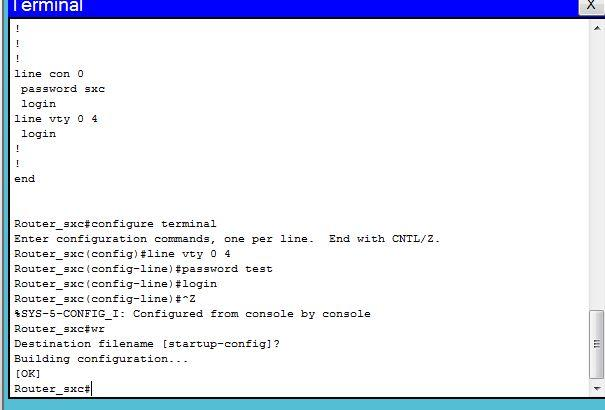 Terminal
X
!
!
!
line con 0
 password sxc
 login
line vty 0 4
 login
!
!
end
Router_sxc#configure terminal
Enter configuration commands, one per line.  End with CNTL/Z.
Router_sxc(config)#line vty 0 4
Router_sxc(config-line)#password test
Router_sxc(config-line)#login
Router_sxc(config-line)#^Z
%SYS-5-CONFIG_I: Configured from console by console
Router_sxc#wr
Destination filename [startup-config]?
Building configuration...
[OK]
Router_sxc#